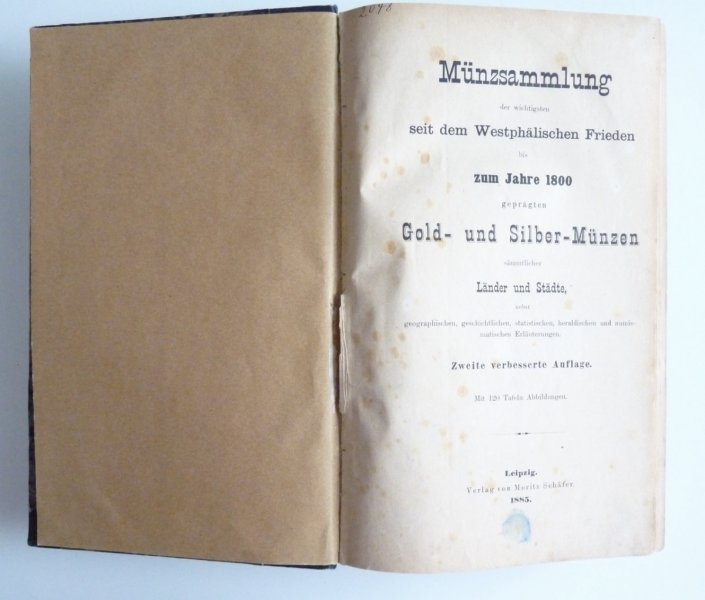 2098
Münzsammlung
der wichtigsten
seit dem Westphälischen Frieden
bis
zum Jahre 1800
geprägten
Gold- und Silber-Münzen
sämmtlicher
Länder und Städte,
nebst
geographischen, geschichtlichen, statistischen, heraldischen und numis-
matischen Erläuterungen.
Zweite verbesserte Auflage.
Mit 120 Tafeln Abbildungen.
Leipzig.
Verlag von Moritz Schäfer.
1885.